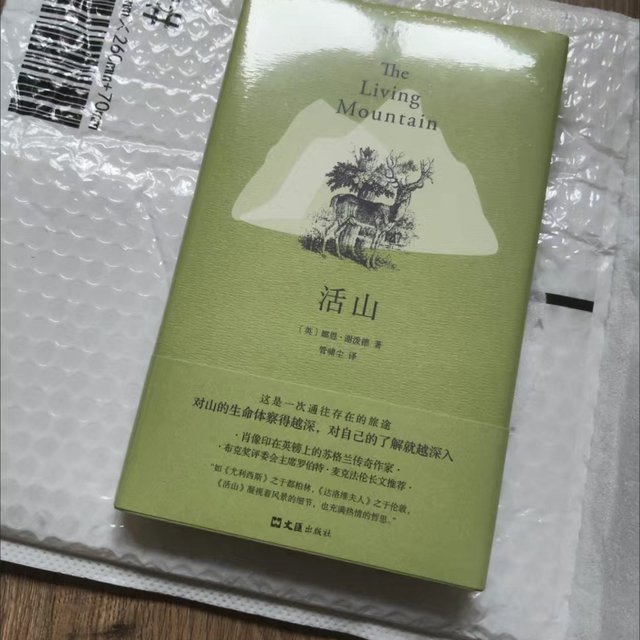 The
Living
Mountain
活山
［英］娜恩·谢泼德 著
管啸尘 译
这是一次通往存在的旅途
对山的生命体察得越深，对自己的了解就越深入
·肖像印在英镑上的苏格兰传奇作家·
·布克奖评委会主席罗伯特·麦克法伦长文推荐·
“如《尤利西斯》之于都柏林，《达洛维夫人》之于伦敦，
《活山》凝视着风景的细节，也充满热情的哲思。”
文匯出版社